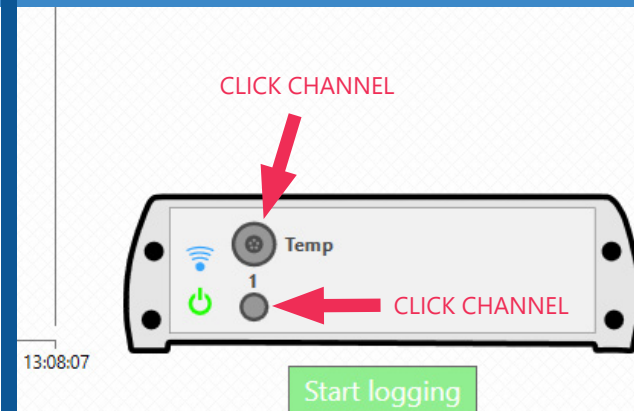 CLICK CHANNEL
Temp
1
CLICK CHANNEL
13:08:07
Start logging